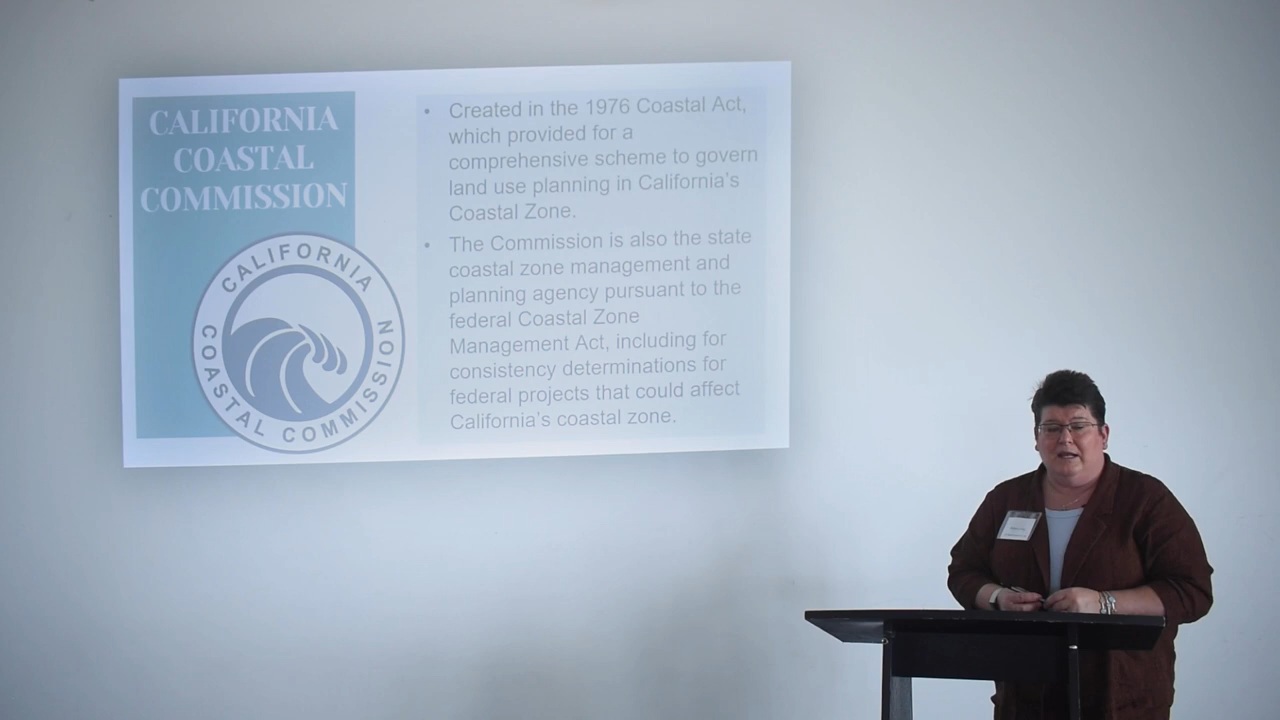 CALIFORNIA
COASTAL
COMMISSION
CALIFORNIA
COASTAL COMMISSION
• Created in the 1976 Coastal Act,
which provided for a
comprehensive scheme to govern
land use planning in California's
Coastal Zone.
• The Commission is also the state
coastal zone management and
planning agency pursuant to the
federal Coastal Zone
Management Act, including for
consistency determinations for
federal projects that could affect
California's coastal zone.